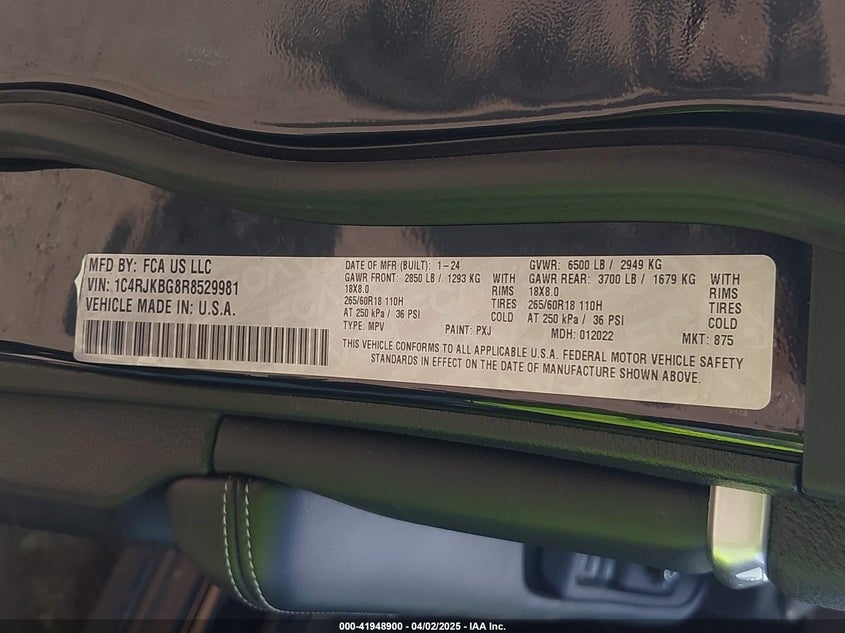 MFD BY: FCA US LLC
VIN: 1C4RJKBG8R8529981
VEHICLE MADE IN: U.S.A.
DATE OF MFR (BUILT): 1-24
GVWR: 6500 LB / 2949 KG
GAWR FRONT: 2850 LB / 1293 KG WITH
GAWR REAR: 3700 LB / 1679 KG WITH
18X8.0 RIMS
18X8.0 RIMS
265/60R18 110H TIRES
265/60R18 110H TIRES
AT 250 kPa / 36 PSI COLD
AT 250 kPa / 36 PSI COLD
TYPE: MPV PAINT: PXJ MDH: 012022 MKT: 875
THIS VEHICLE CONFORMS TO ALL APPLICABLE U.S.A. FEDERAL MOTOR VEHICLE SAFETY
STANDARDS IN EFFECT ON THE DATE OF MANUFACTURE SHOWN ABOVE.
000-41948900 - 04/02/2025 - IAA Inc.